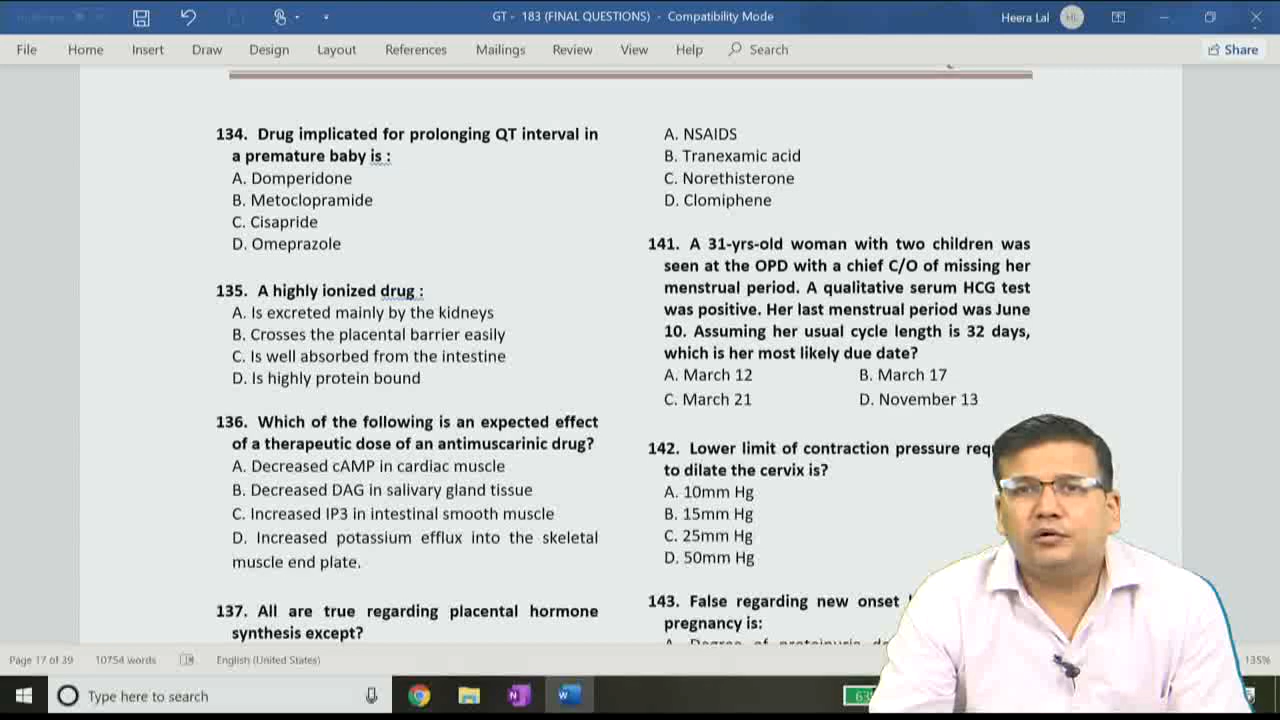 GT - 183 (FINAL QUESTIONS) - Compatibility Mode
Heera Lal
HL
File Home Insert Draw Design Layout References Mailings Review View Help Search
Share
134. Drug implicated for prolonging QT interval in
a premature baby is :
A. Domperidone
B. Metoclopramide
C. Cisapride
D. Omeprazole
135. A highly ionized drug :
A. Is excreted mainly by the kidneys
B. Crosses the placental barrier easily
C. Is well absorbed from the intestine
D. Is highly protein bound
136. Which of the following is an expected effect
of a therapeutic dose of an antimuscarinic drug?
A. Decreased cAMP in cardiac muscle
B. Decreased DAG in salivary gland tissue
C. Increased IP3 in intestinal smooth muscle
D. Increased potassium efflux into the skeletal
muscle end plate.
137. All are true regarding placental hormone
synthesis except?
A. NSAIDS
B. Tranexamic acid
C. Norethisterone
D. Clomiphene
141. A 31-yrs-old woman with two children was
seen at the OPD with a chief C/O of missing her
menstrual period. A qualitative serum HCG test
was positive. Her last menstrual period was June
10. Assuming her usual cycle length is 32 days,
which is her most likely due date?
A. March 12 B. March 17
C. March 21 D. November 13
142. Lower limit of contraction pressure
to dilate the cervix is?
A. 10mm Hg
B. 15mm Hg
C. 25mm Hg
D. 50mm Hg
143. False regarding new onset
pregnancy is:
Page 17 of 39 10754 words English (United States)
135%
Type here to search